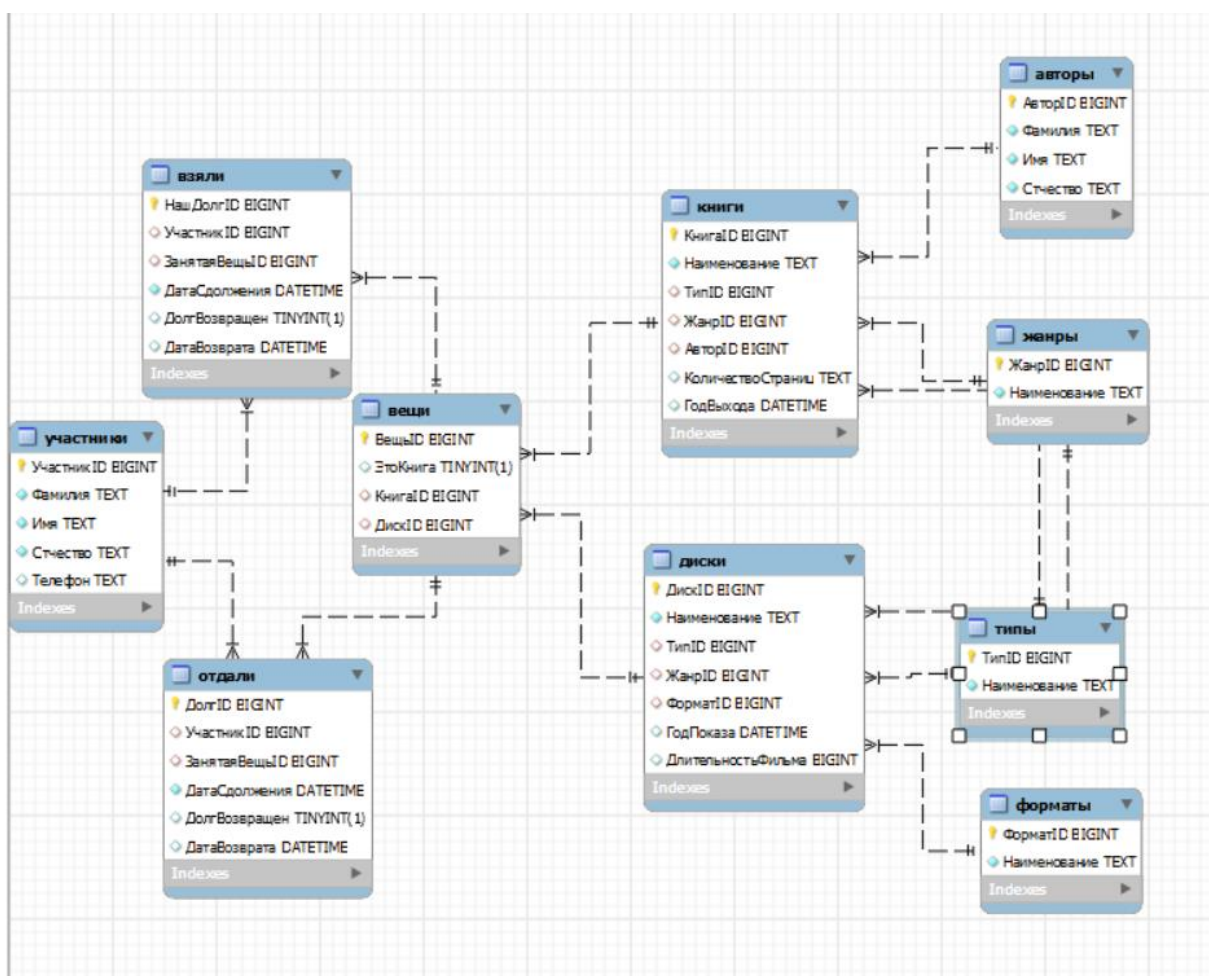 авторы
АвторID BIGINT
Фамилия TEXT
Имя TEXT
Стчество TEXT
Indexes
взяли
НашДолгID BIGINT
УчастникID BIGINT
ЗанятаяВещьID BIGINT
ДатаСдолжения DATETIME
ДолгВозвращен TINYINT(1)
ДатаВозврата DATETIME
Indexes
книги
КнигаID BIGINT
Наименование TEXT
ТипID BIGINT
ЖанрID BIGINT
АвторID BIGINT
КоличествоСтраниц TEXT
ГодВыхода DATETIME
Indexes
жанры
ЖанрID BIGINT
Наименование TEXT
Indexes
участники
УчастникID BIGINT
Фамилия TEXT
Имя TEXT
Стчество TEXT
Телефон TEXT
Indexes
вещи
ВещьID BIGINT
ЭтоКнига TINYINT(1)
КнигаID BIGINT
ДискID BIGINT
Indexes
диски
ДискID BIGINT
Наименование TEXT
ТипID BIGINT
ЖанрID BIGINT
ФорматID BIGINT
ГодПоказа DATETIME
ДлительностьФильма BIGINT
Indexes
типы
ТипID BIGINT
Наименование TEXT
Indexes
отдали
ДолгID BIGINT
УчастникID BIGINT
ЗанятаяВещьID BIGINT
ДатаСдолжения DATETIME
ДолгВозвращен TINYINT(1)
ДатаВозврата DATETIME
Indexes
форматы
ФорматID BIGINT
Наименование TEXT
Indexes